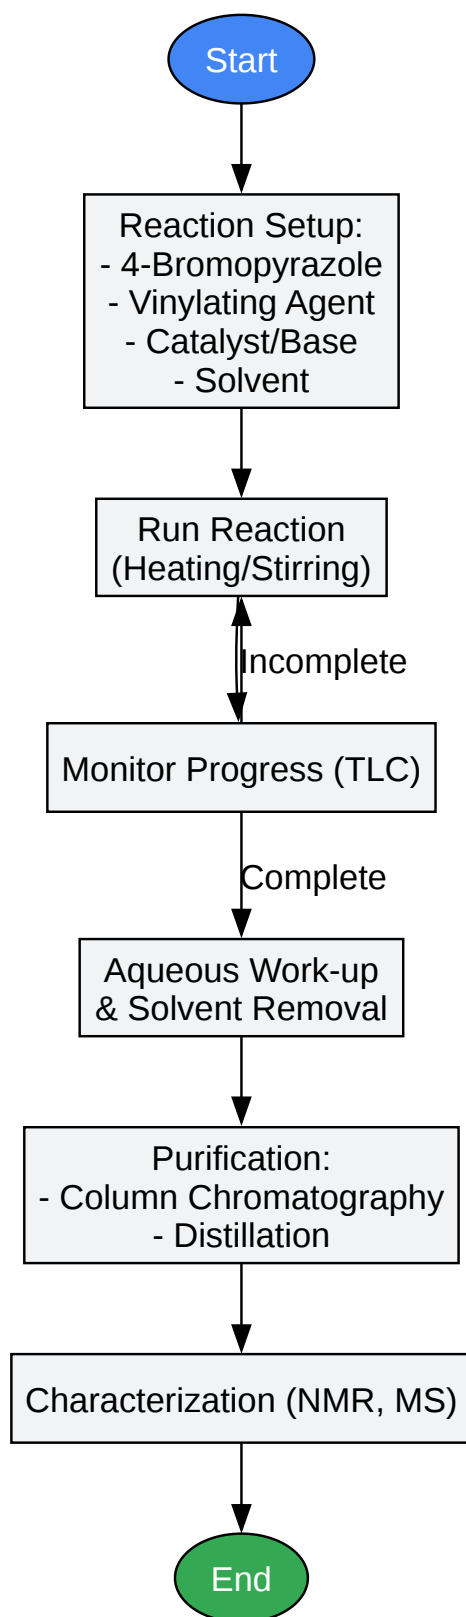 Start
Reaction Setup:
- 4-Bromopyrazole
- Vinylating Agent
- Catalyst/Base
- Solvent
Run Reaction
(Heating/Stirring)
Incomplete
Monitor Progress (TLC)
Complete
Aqueous Work-up
& Solvent Removal
Purification:
- Column Chromatography
- Distillation
Characterization (NMR, MS)
End